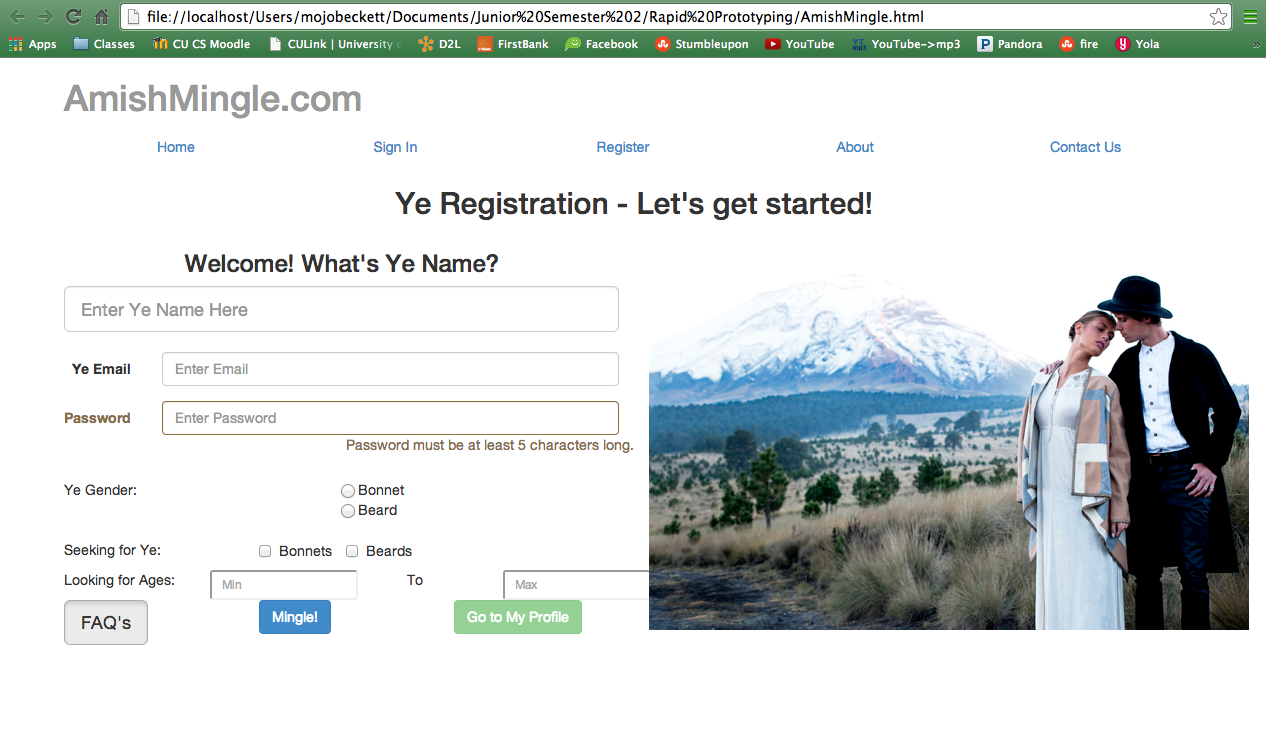 file://localhost/Users/mojobeckett/Documents/Junior%20Semester%202/Rapid%20Prototyping/AmishMingle.html
Apps Classes CU CS Moodle CULink | University D2L FirstBank Facebook Stumbleupon YouTube YouTube->mp3 Pandora fire Yola »
AmishMingle.com
Home Sign In Register About Contact Us
Ye Registration - Let's get started!
Welcome! What's Ye Name?
Enter Ye Name Here
Ye Email Enter Email
Password Enter Password
Password must be at least 5 characters long.
Ye Gender: Bonnet
Beard
Seeking for Ye: Bonnets Beards
Looking for Ages: Min To Max
FAQ's Mingle! Go to My Profile